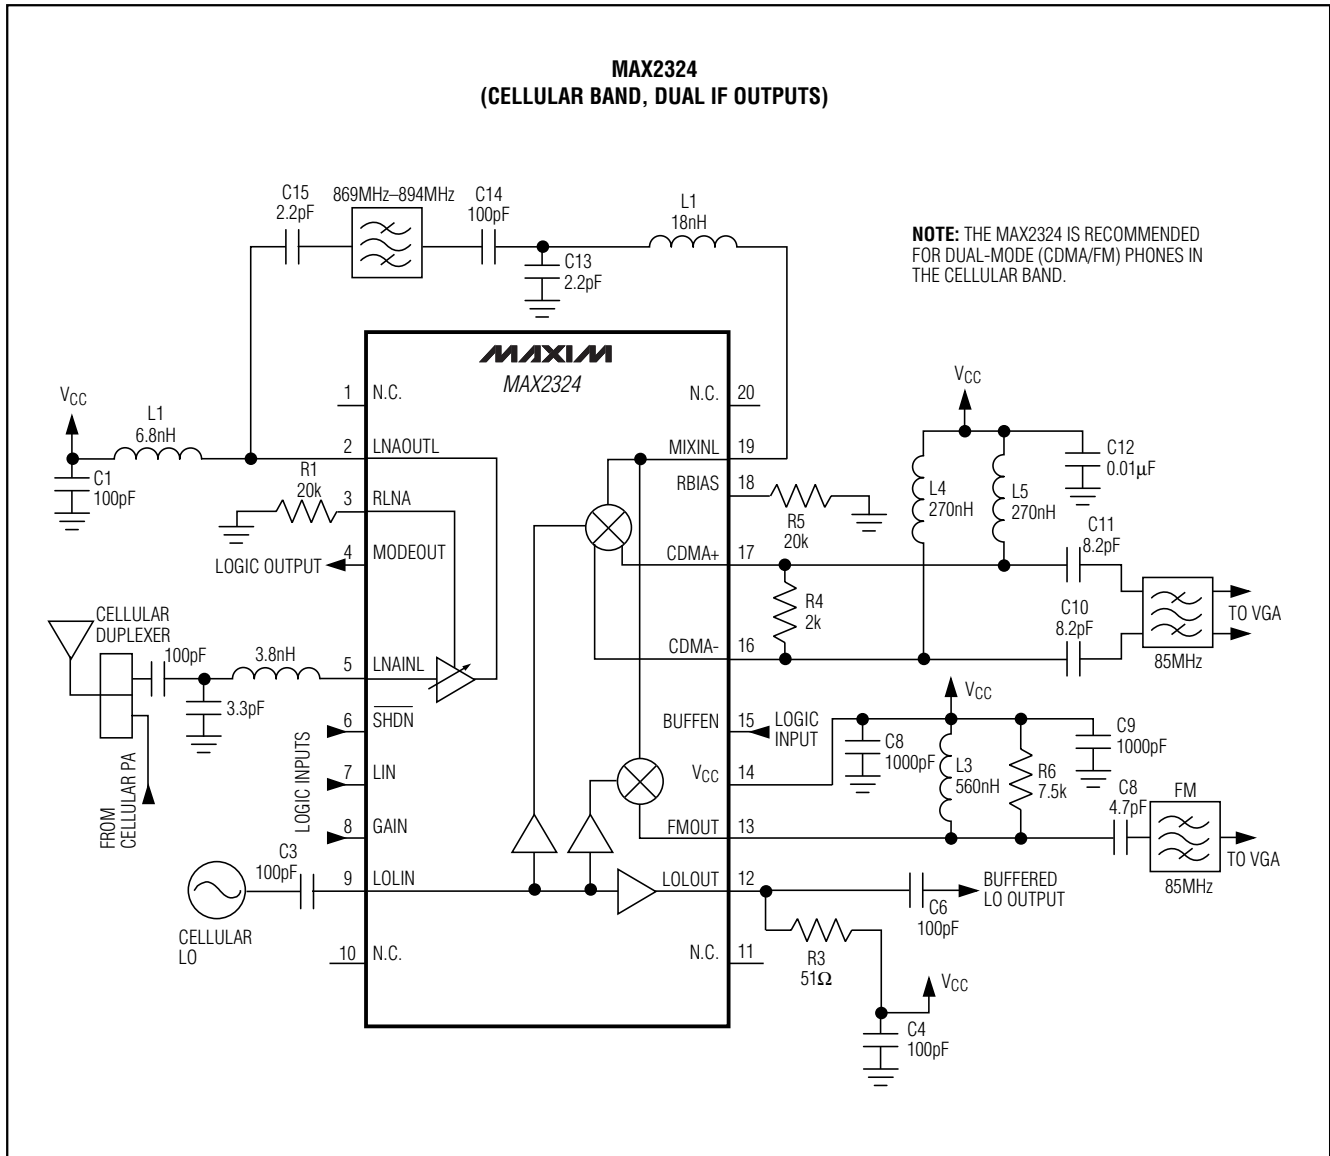 MAX2324
(CELLULAR BAND, DUAL IF OUTPUTS)
C15
2.2pF
869MHz–894MHz
C14
100pF
L1
18nH
C13
2.2pF
NOTE: THE MAX2324 IS RECOMMENDED
FOR DUAL-MODE (CDMA/FM) PHONES IN
THE CELLULAR BAND.
MAXIM
MAX2324
VCC
L1
6.8nH
C1
100pF
1 N.C.
2 LNAOUTL
R1
20k
3 RLNA
LOGIC OUTPUT
4 MODEOUT
CELLULAR
DUPLEXER
100pF
3.8nH
3.3pF
5 LNAINL
6 SHDN
7 LIN
8 GAIN
LOGIC INPUTS
FROM
CELLULAR PA
C3
100pF
9 LOLIN
CELLULAR
LO
10 N.C.
N.C. 20
MIXINL 19
RBIAS 18
R5
20k
CDMA+ 17
R4
2k
CDMA- 16
VCC
L4
270nH
L5
270nH
C12
0.01µF
C11
8.2pF
C10
8.2pF
TO VGA
85MHz
BUFFEN 15
LOGIC
INPUT
VCC 14
VCC
C8
1000pF
L3
560nH
R6
7.5k
C9
1000pF
FMOUT 13
C8
4.7pF
FM
TO VGA
85MHz
LOLOUT 12
C6
100pF
BUFFERED
LO OUTPUT
N.C. 11
R3
51Ω
VCC
C4
100pF